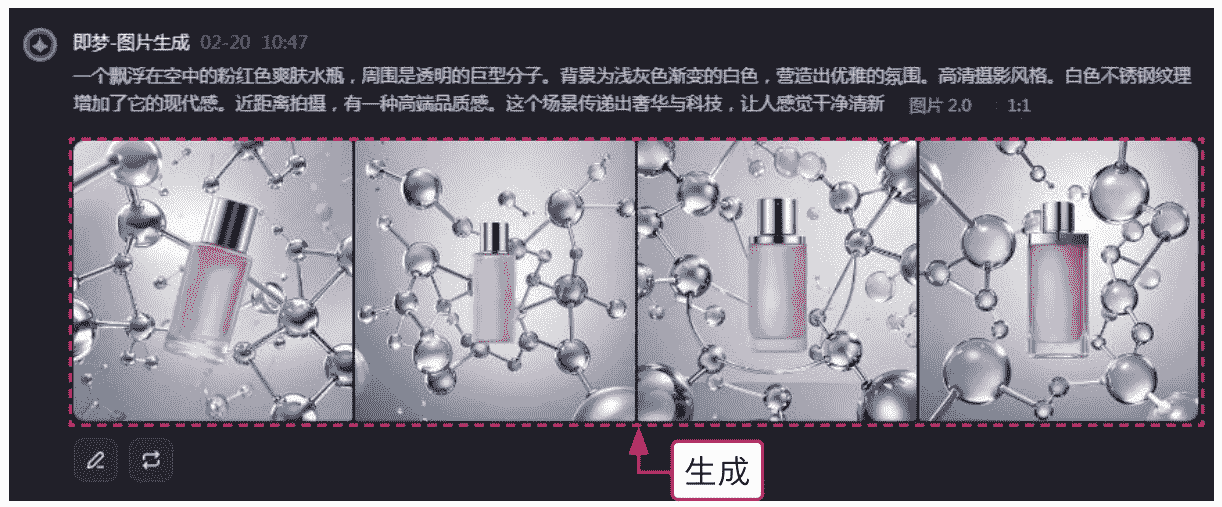 即梦-图片生成 02-20 10:47
一个飘浮在空中的粉红色爽肤水瓶，周围是透明的巨型分子。背景为浅灰色渐变的白色，营造出优雅的氛围。高清摄影风格。白色不锈钢纹理
增加了它的现代感。近距离拍摄，有一种高端品质感。这个场景传递出奢华与科技，让人感觉干净清新 图片 2.0 1:1
生成